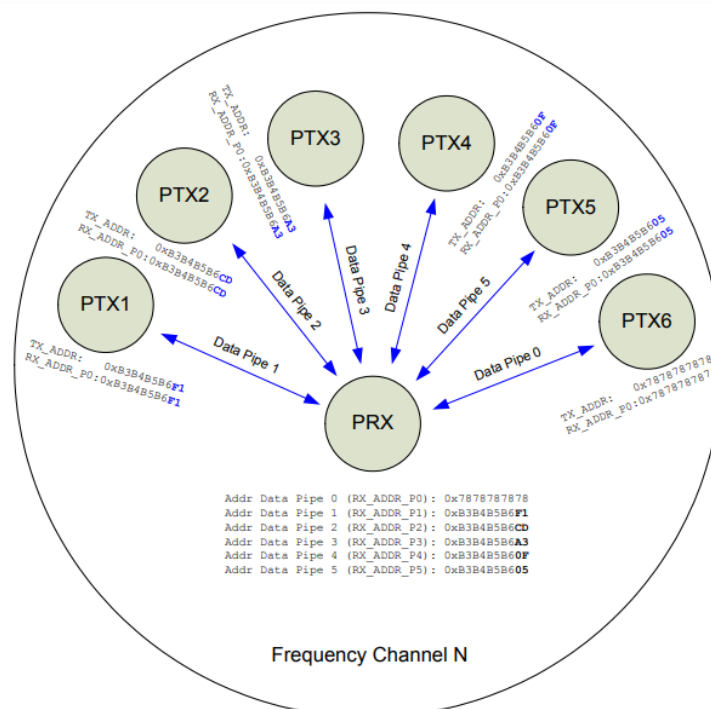 PTX3
PTX4
TX_ADDR: 0xB3B4B5B6A3
RX_ADDR_P0:0xB3B4B5B6A3
TX_ADDR: 0xB3B4B5B60F
RX_ADDR_P0:0xB3B4B5B60F
PTX2
PTX5
TX_ADDR: 0xB3B4B5B6CD
RX_ADDR_P0:0xB3B4B5B6CD
TX_ADDR: 0xB3B4B5B605
RX_ADDR_P0:0xB3B4B5B605
PTX1
PTX6
Data Pipe 3
Data Pipe 4
Data Pipe 2
Data Pipe 5
Data Pipe 1
Data Pipe 0
TX_ADDR: 0xB3B4B5B6F1
RX_ADDR_P0:0xB3B4B5B6F1
TX_ADDR: 0x7878787878
RX_ADDR_P0:0x787878787
PRX
Addr Data Pipe 0 (RX_ADDR_P0): 0x7878787878
Addr Data Pipe 1 (RX_ADDR_P1): 0xB3B4B5B6F1
Addr Data Pipe 2 (RX_ADDR_P2): 0xB3B4B5B6CD
Addr Data Pipe 3 (RX_ADDR_P3): 0xB3B4B5B6A3
Addr Data Pipe 4 (RX_ADDR_P4): 0xB3B4B5B60F
Addr Data Pipe 5 (RX_ADDR_P5): 0xB3B4B5B605
Frequency Channel N